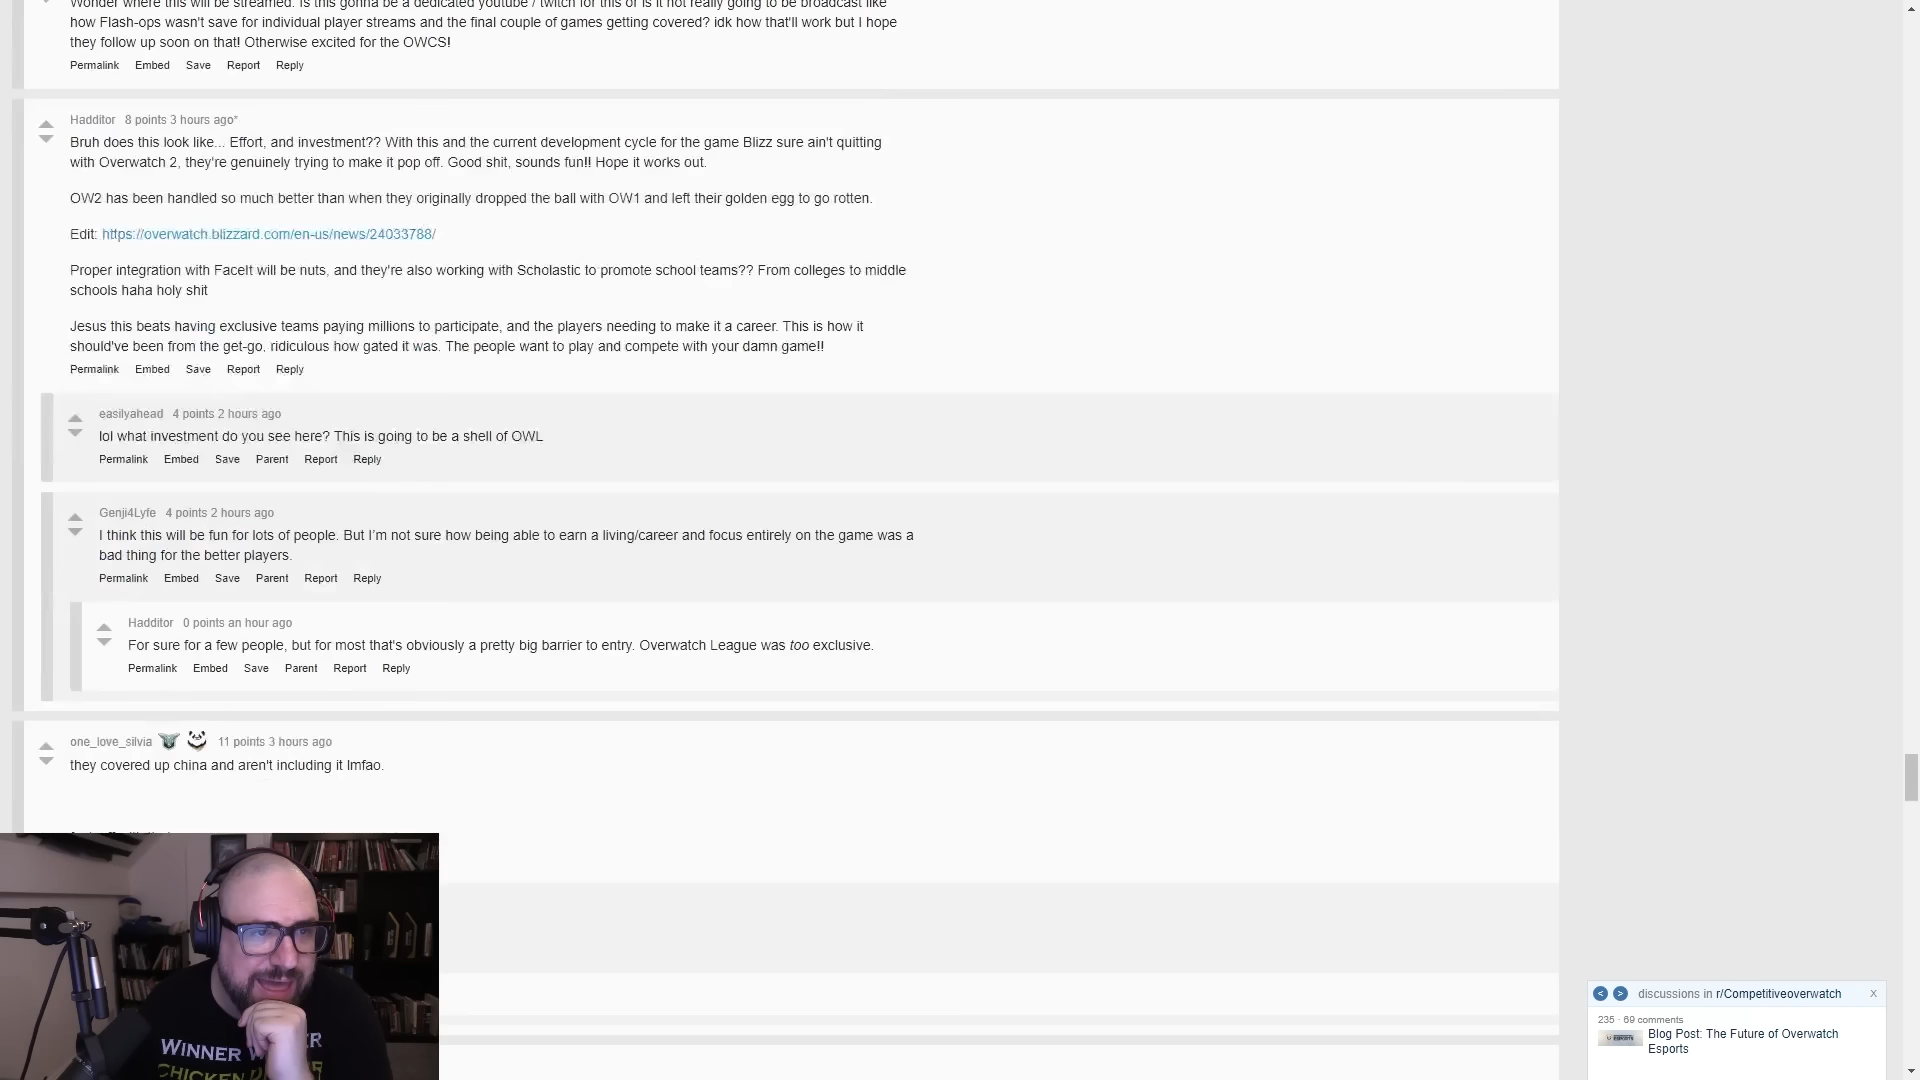 Wonder where this will be streamed. Is this gonna be a dedicated youtube / twitch for this or is it not really going to be broadcast like
how Flash-ops wasn't save for individual player streams and the final couple of games getting covered? idk how that'll work but I hope
they follow up soon on that! Otherwise excited for the OWCS!
Permalink Embed Save Report Reply
Hadditor 8 points 3 hours ago*
Bruh does this look like... Effort, and investment?? With this and the current development cycle for the game Blizz sure ain't quitting
with Overwatch 2, they're genuinely trying to make it pop off. Good shit, sounds fun!! Hope it works out.
OW2 has been handled so much better than when they originally dropped the ball with OW1 and left their golden egg to go rotten.
Edit: https://overwatch.blizzard.com/en-us/news/24033788/
Proper integration with FaceIt will be nuts, and they're also working with Scholastic to promote school teams?? From colleges to middle
schools haha holy shit
Jesus this beats having exclusive teams paying millions to participate, and the players needing to make it a career. This is how it
should've been from the get-go, ridiculous how gated it was. The people want to play and compete with your damn game!!
Permalink Embed Save Report Reply
easilyahead 4 points 2 hours ago
lol what investment do you see here? This is going to be a shell of OWL
Permalink Embed Save Parent Report Reply
Genji4Lyfe 4 points 2 hours ago
I think this will be fun for lots of people. But I’m not sure how being able to earn a living/career and focus entirely on the game was a
bad thing for the better players.
Permalink Embed Save Parent Report Reply
Hadditor 0 points an hour ago
For sure for a few people, but for most that's obviously a pretty big barrier to entry. Overwatch League was too exclusive.
Permalink Embed Save Parent Report Reply
one_love_silvia 11 points 3 hours ago
they covered up china and aren't including it lmfao.
WINNER
CHICKEN
< > discussions in r/Competitiveoverwatch X
235 · 69 comments
Blog Post: The Future of Overwatch
Esports